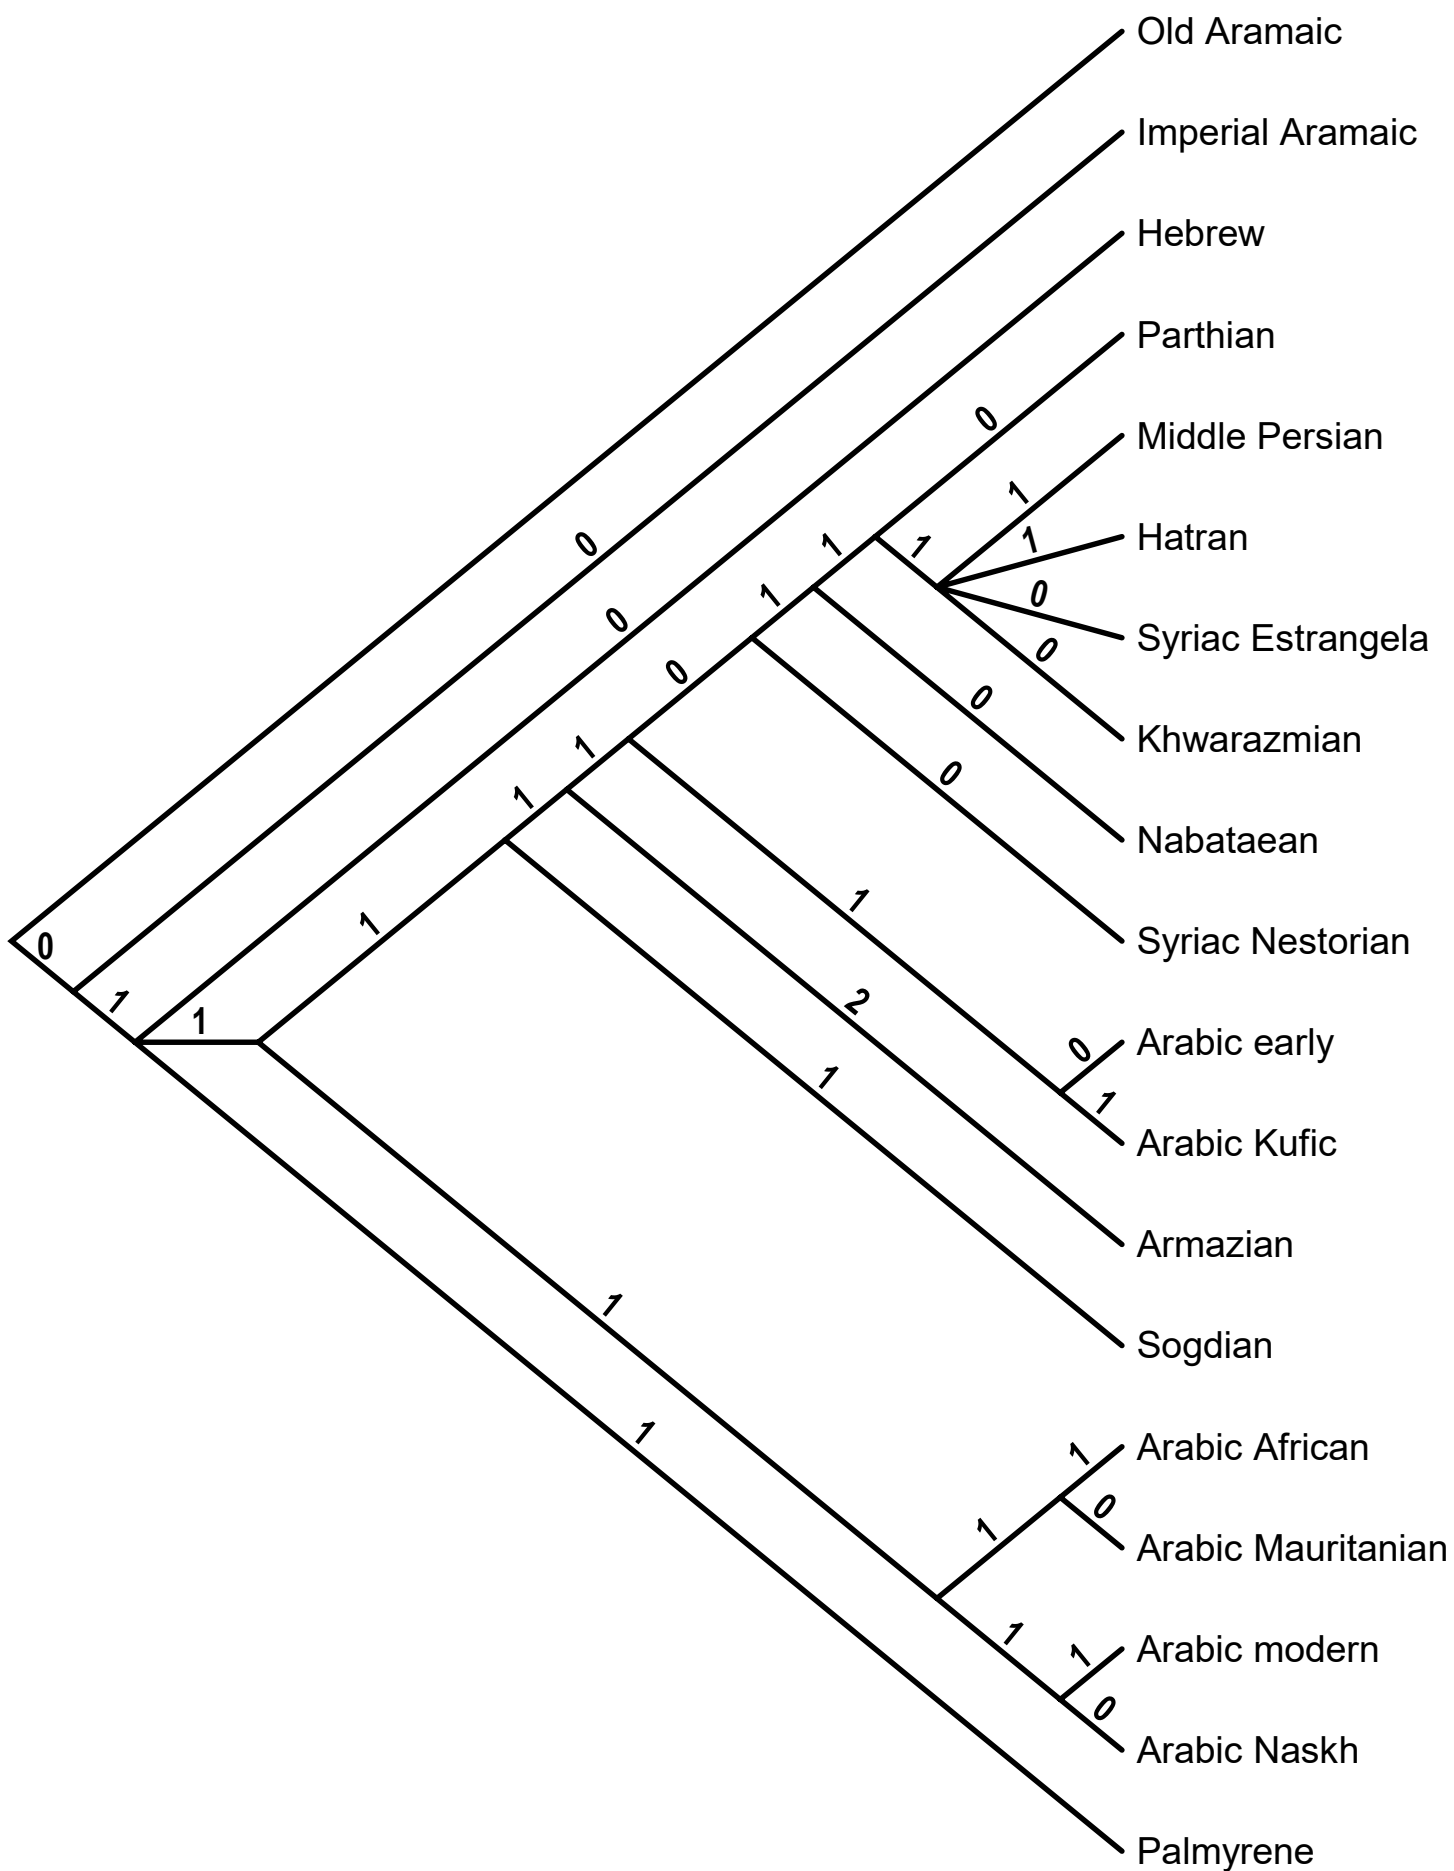 Old Aramaic
Imperial Aramaic
Hebrew
Parthian
0
Middle Persian
1
Hatran
1
0
1
1
0
Syriac Estrangela
0
0
1
0
0
Khwarazmian
0
1
0
Nabataean
1
1
1
Syriac Nestorian
0
1
2
Arabic early
0
1
1
1
Arabic Kufic
Armazian
1
Sogdian
1
Arabic African
1
0
1
Arabic Mauritanian
1
1
Arabic modern
0
Arabic Naskh
Palmyrene